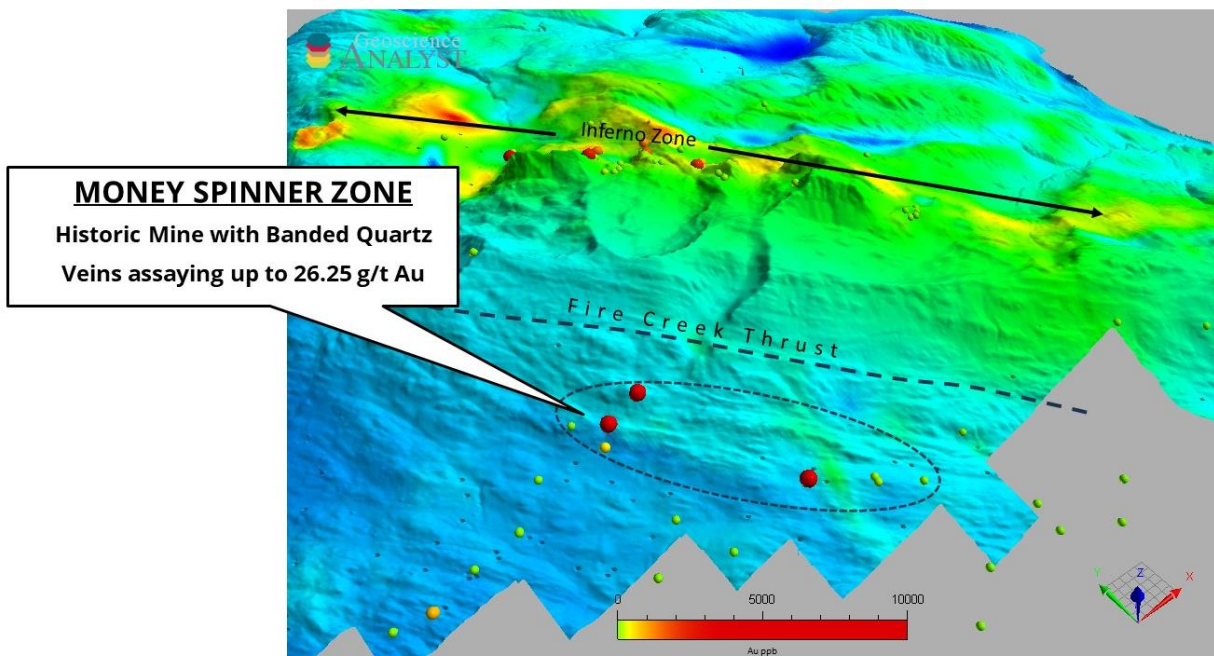 Geoscience
ANALYST
Inferno Zone
MONEY SPINNER ZONE
Historic Mine with Banded Quartz
Veins assaying up to 26.25 g/t Au
Fire Creek Thrust
0 5000 10000
Au ppb
Y Z X